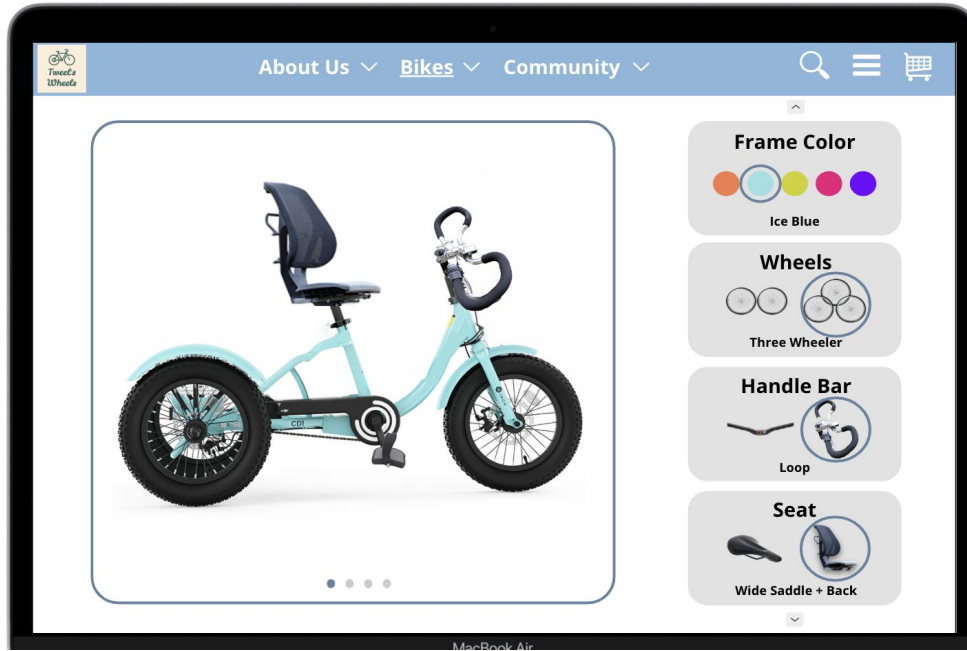 Tweet's
Wheels
About Us
Bikes
Community
Frame Color
Ice Blue
Wheels
Three Wheeler
Handle Bar
Loop
Seat
Wide Saddle + Back
CD1
MacBook Air